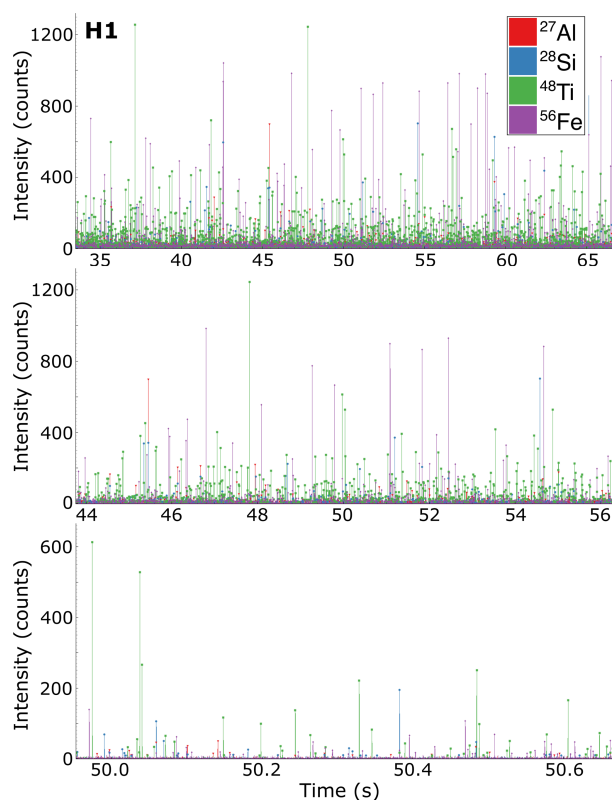 H1
27Al
28Si
48Ti
56Fe
Intensity (counts)
1200
800
400
0
35 40 45 50 55 60 65
Intensity (counts)
1200
800
400
0
44 46 48 50 52 54 56
Intensity (counts)
600
400
200
0
50.0 50.2 50.4 50.6
Time (s)